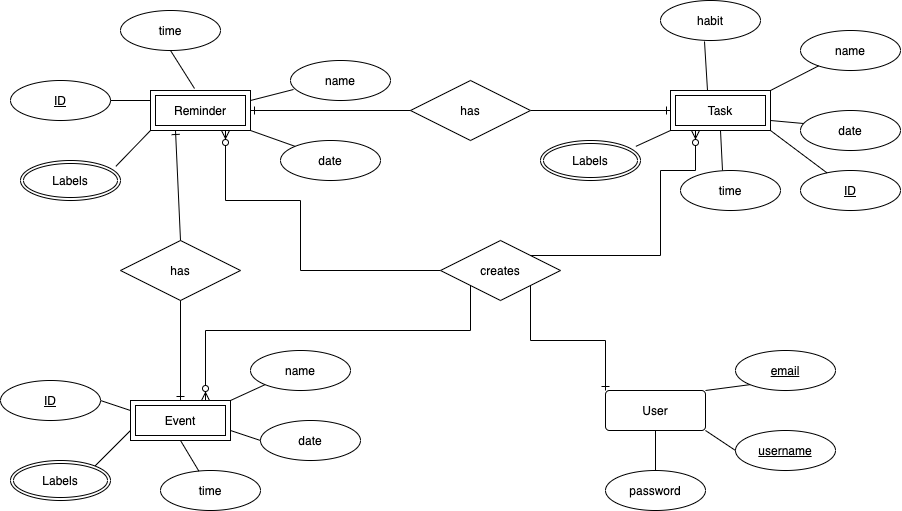 habit
time
name
name
ID
Reminder
has
Task
date
date
Labels
Labels
time
ID
has
creates
name
email
ID
User
Event
date
username
Labels
time
password